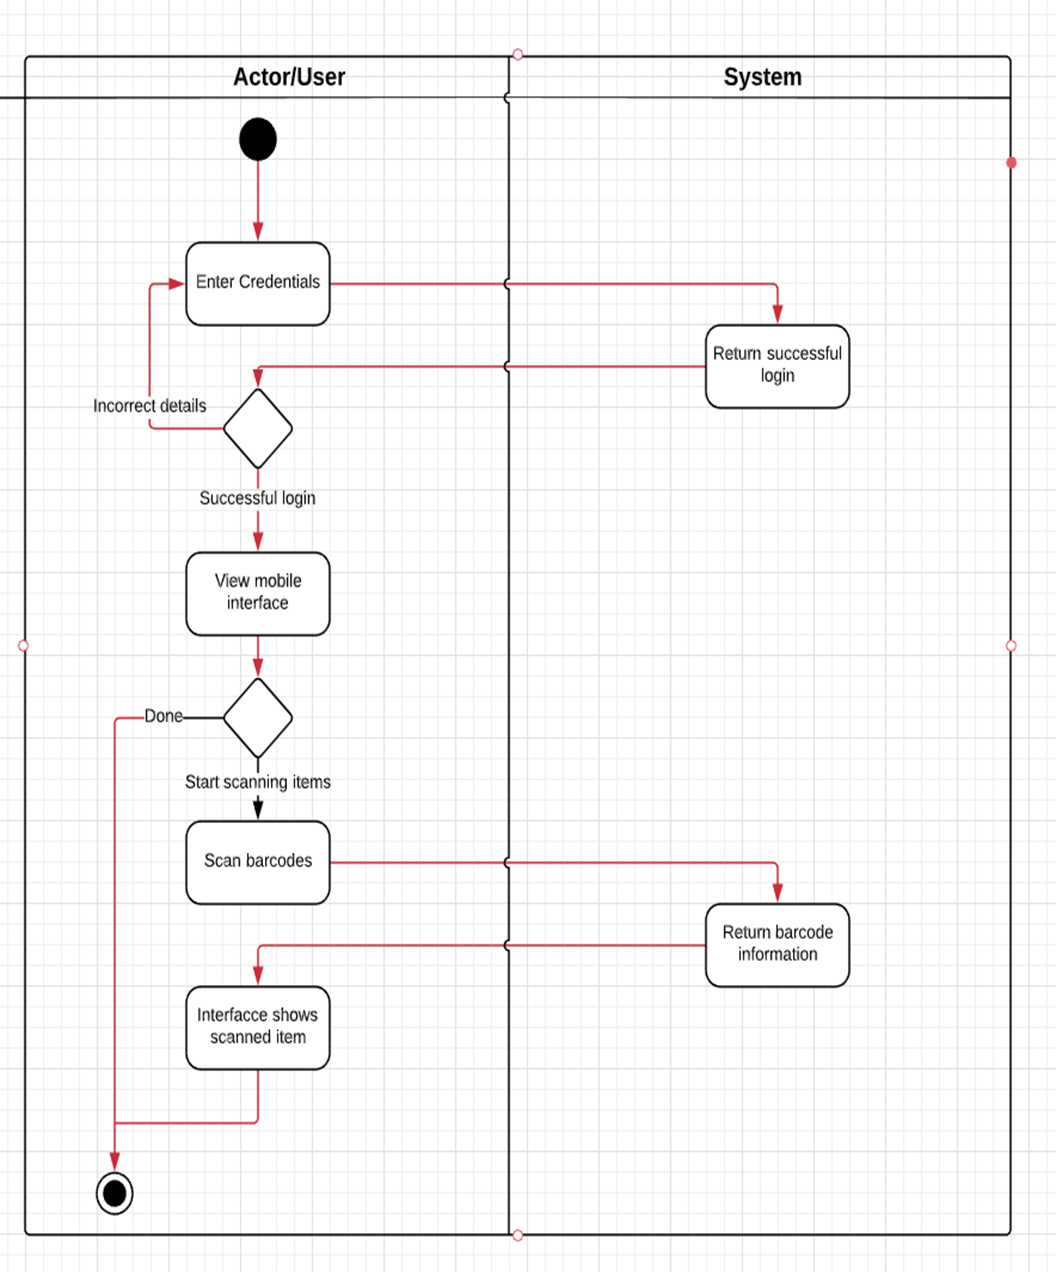 Actor/User
System
Enter Credentials
Return successful
login
Incorrect details
Successful login
View mobile
interface
Done
Start scanning items
Scan barcodes
Return barcode
information
Interfacce shows
scanned item